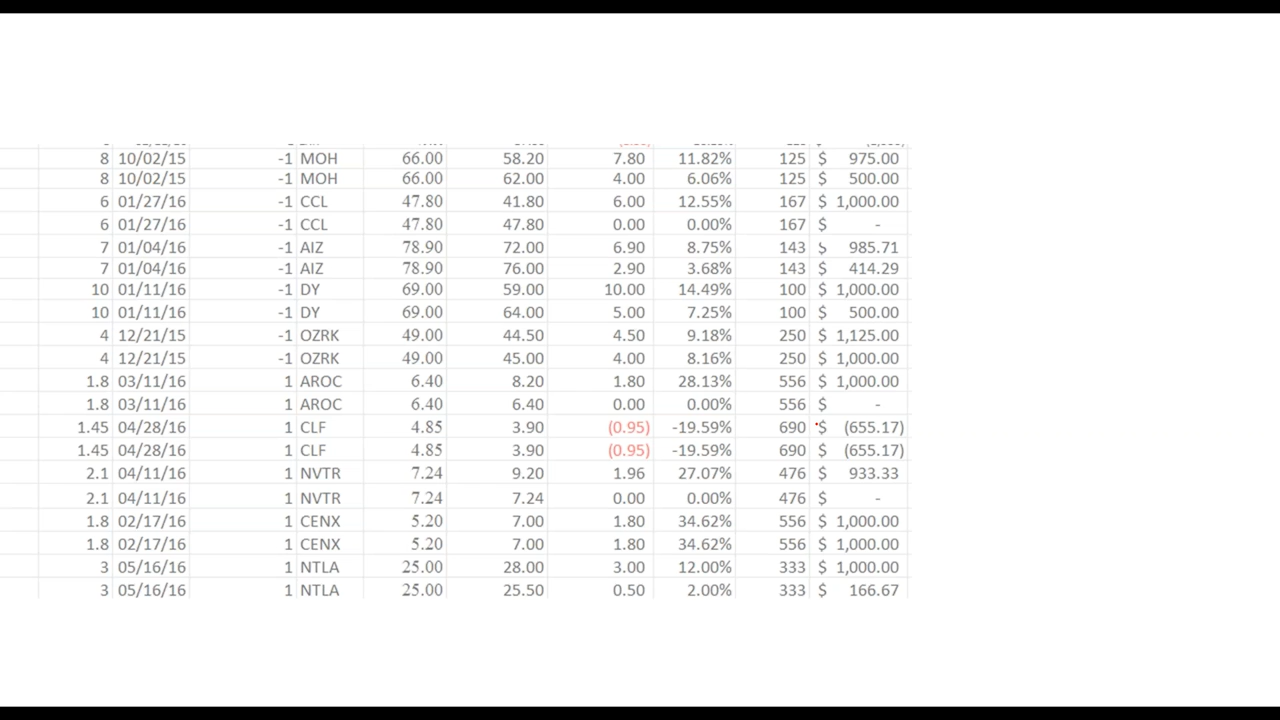 8 10/02/15 -1 MOH 66.00 58.20 7.80 11.82% 125 $ 975.00
8 10/02/15 -1 MOH 66.00 62.00 4.00 6.06% 125 $ 500.00
6 01/27/16 -1 CCL 47.80 41.80 6.00 12.55% 167 $ 1,000.00
6 01/27/16 -1 CCL 47.80 47.80 0.00 0.00% 167 $ -
7 01/04/16 -1 AIZ 78.90 72.00 6.90 8.75% 143 $ 985.71
7 01/04/16 -1 AIZ 78.90 76.00 2.90 3.68% 143 $ 414.29
10 01/11/16 -1 DY 69.00 59.00 10.00 14.49% 100 $ 1,000.00
10 01/11/16 -1 DY 69.00 64.00 5.00 7.25% 100 $ 500.00
4 12/21/15 -1 OZRK 49.00 44.50 4.50 9.18% 250 $ 1,125.00
4 12/21/15 -1 OZRK 49.00 45.00 4.00 8.16% 250 $ 1,000.00
1.8 03/11/16 1 AROC 6.40 8.20 1.80 28.13% 556 $ 1,000.00
1.8 03/11/16 1 AROC 6.40 6.40 0.00 0.00% 556 $ -
1.45 04/28/16 1 CLF 4.85 3.90 (0.95) -19.59% 690 $ (655.17)
1.45 04/28/16 1 CLF 4.85 3.90 (0.95) -19.59% 690 $ (655.17)
2.1 04/11/16 1 NVTR 7.24 9.20 1.96 27.07% 476 $ 933.33
2.1 04/11/16 1 NVTR 7.24 7.24 0.00 0.00% 476 $ -
1.8 02/17/16 1 CENX 5.20 7.00 1.80 34.62% 556 $ 1,000.00
1.8 02/17/16 1 CENX 5.20 7.00 1.80 34.62% 556 $ 1,000.00
3 05/16/16 1 NTLA 25.00 28.00 3.00 12.00% 333 $ 1,000.00
3 05/16/16 1 NTLA 25.00 25.50 0.50 2.00% 333 $ 166.67